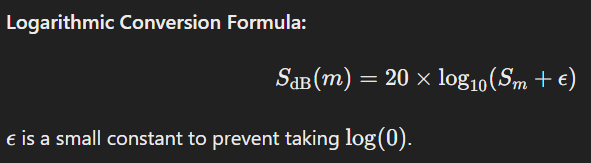 Logarithmic Conversion Formula:
S_dB(m) = 20 × log₁₀(S_m + ϵ)
ϵ is a small constant to prevent taking log(0).